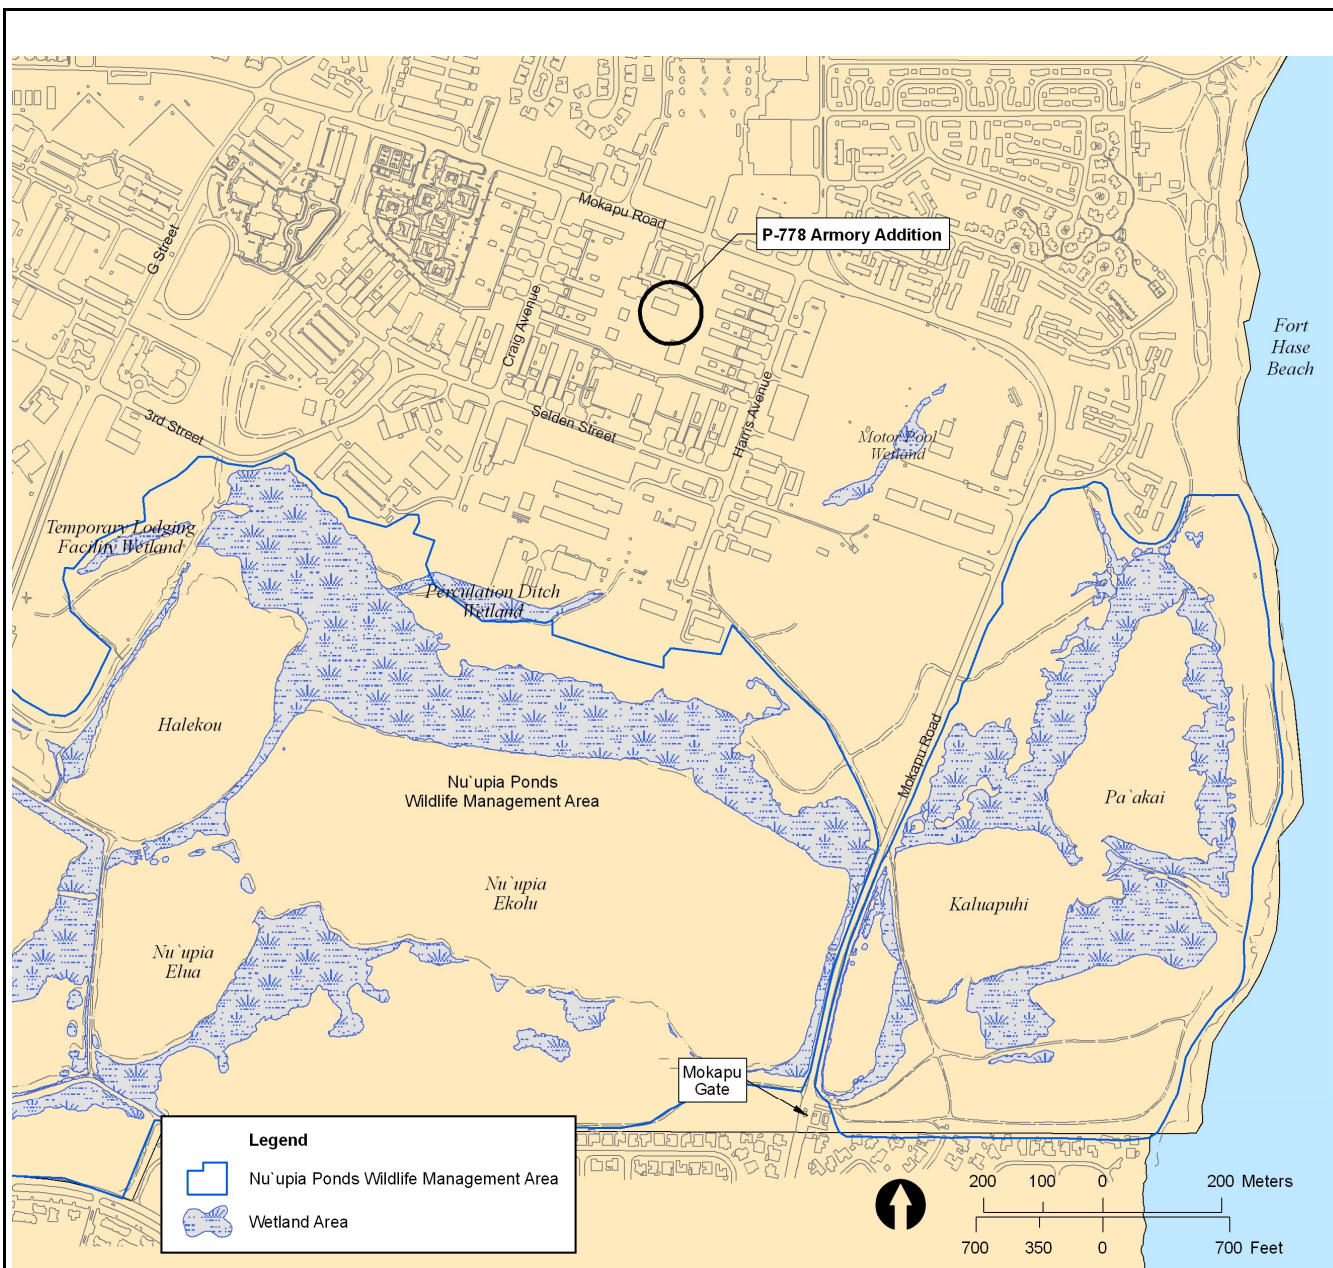 Mokapu Road
P-778 Armory Addition
G Street
Craig Avenue
Fort
Hase
Beach
Harris Avenue
3rd Street
Selden Street
Motor Pool
Wetland
Temporary Lodging
Facility Wetland
Perculation Ditch
Wetland
Halekou
Mokapu Road
Nu`upia Ponds
Wildlife Management Area
Pa`akai
Nu`upia
Ekolu
Kaluapuhi
Nu`upia
Elua
Mokapu
Gate
Legend
Nu`upia Ponds Wildlife Management Area
Wetland Area
200 100 0 200 Meters
700 350 0 700 Feet